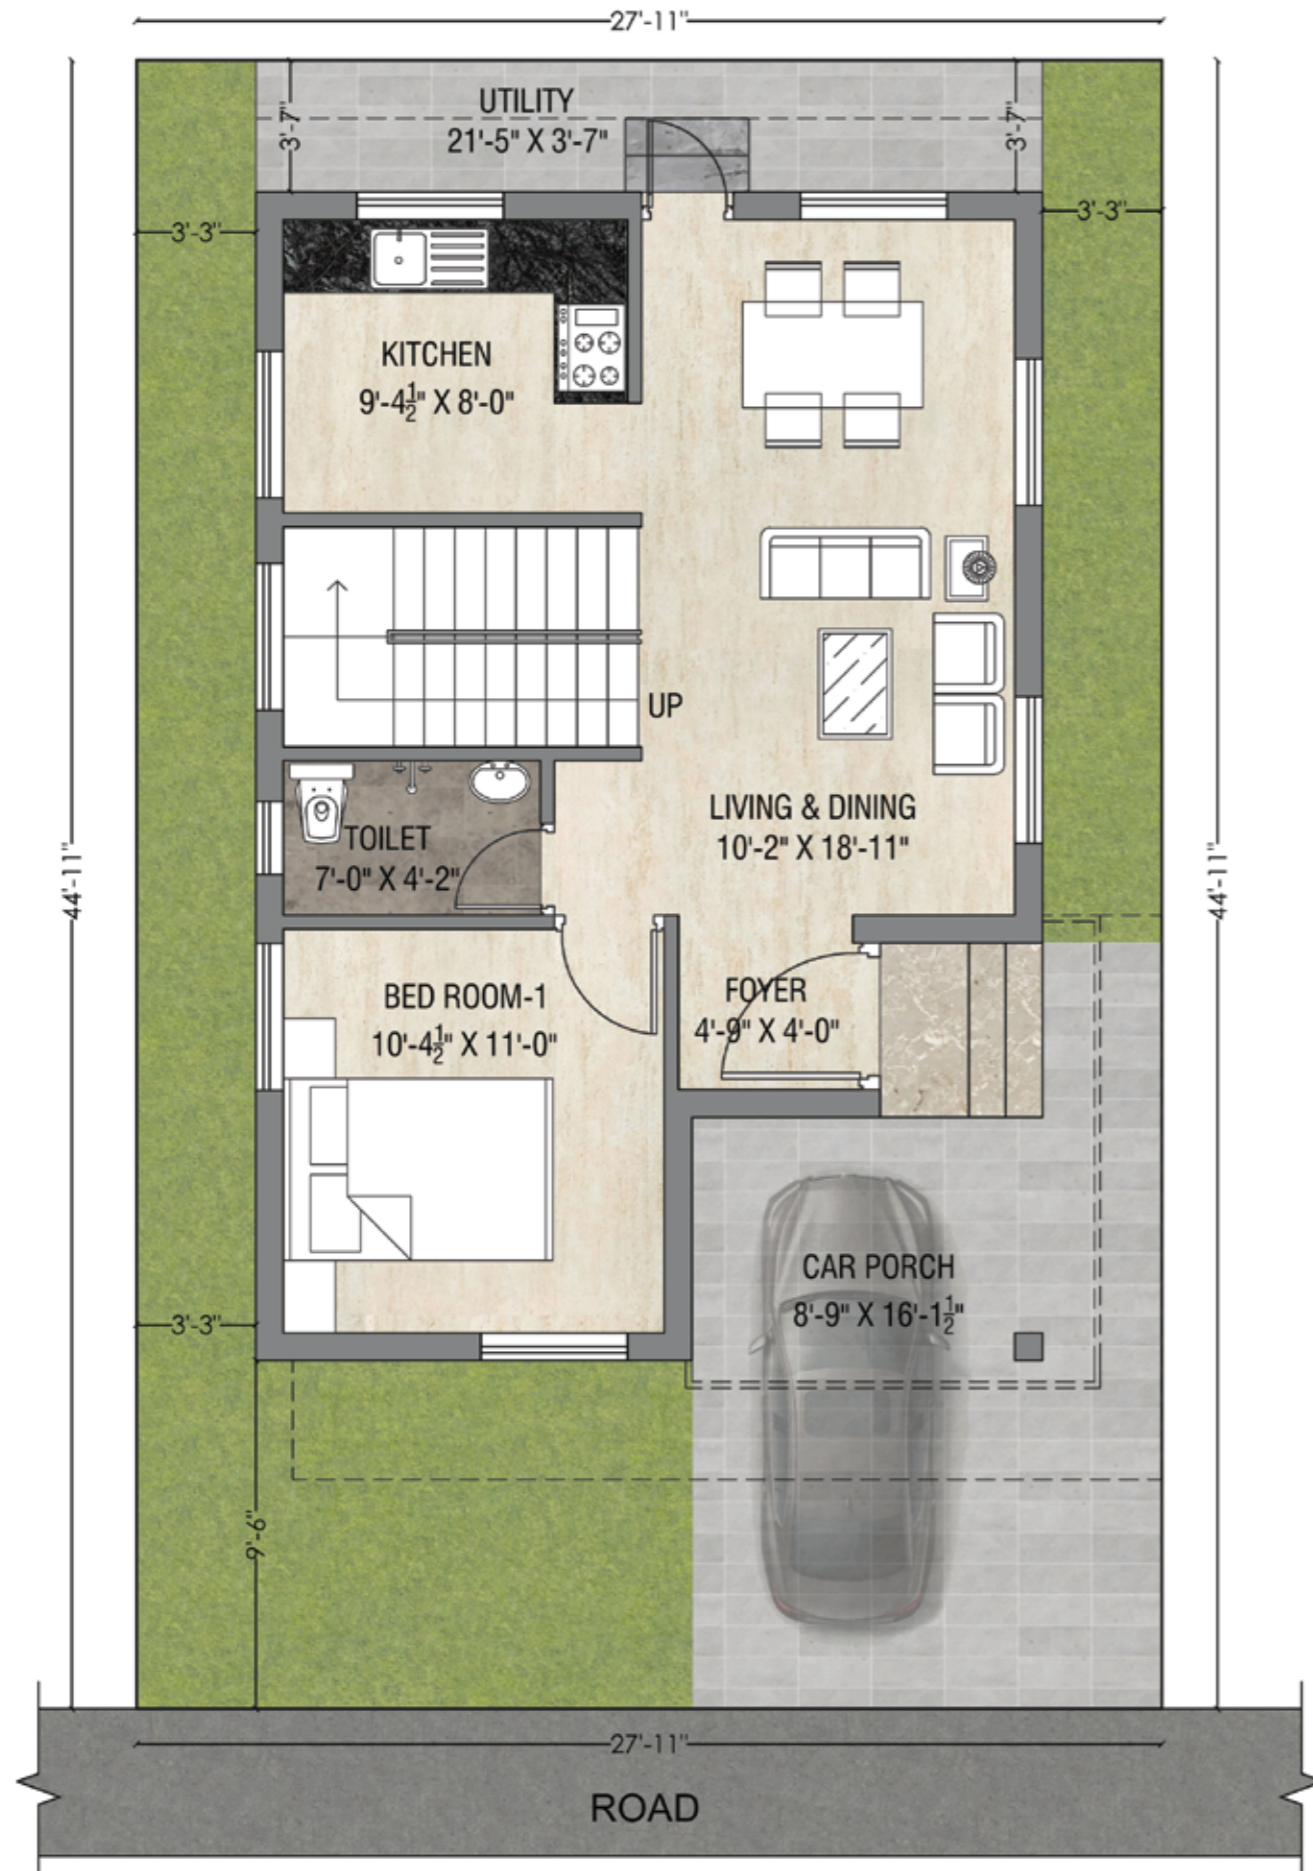 27'-11"
UTILITY
21'-5" X 3'-7"
3'-7"
3'-7"
3'-3"
3'-3"
KITCHEN
9'-4½" X 8'-0"
UP
LIVING & DINING
10'-2" X 18'-11"
TOILET
7'-0" X 4'-2"
44'-11"
44'-11"
BED ROOM-1
10'-4½" X 11'-0"
FOYER
4'-9" X 4'-0"
CAR PORCH
8'-9" X 16'-1½"
3'-3"
9'-6"
27'-11"
ROAD